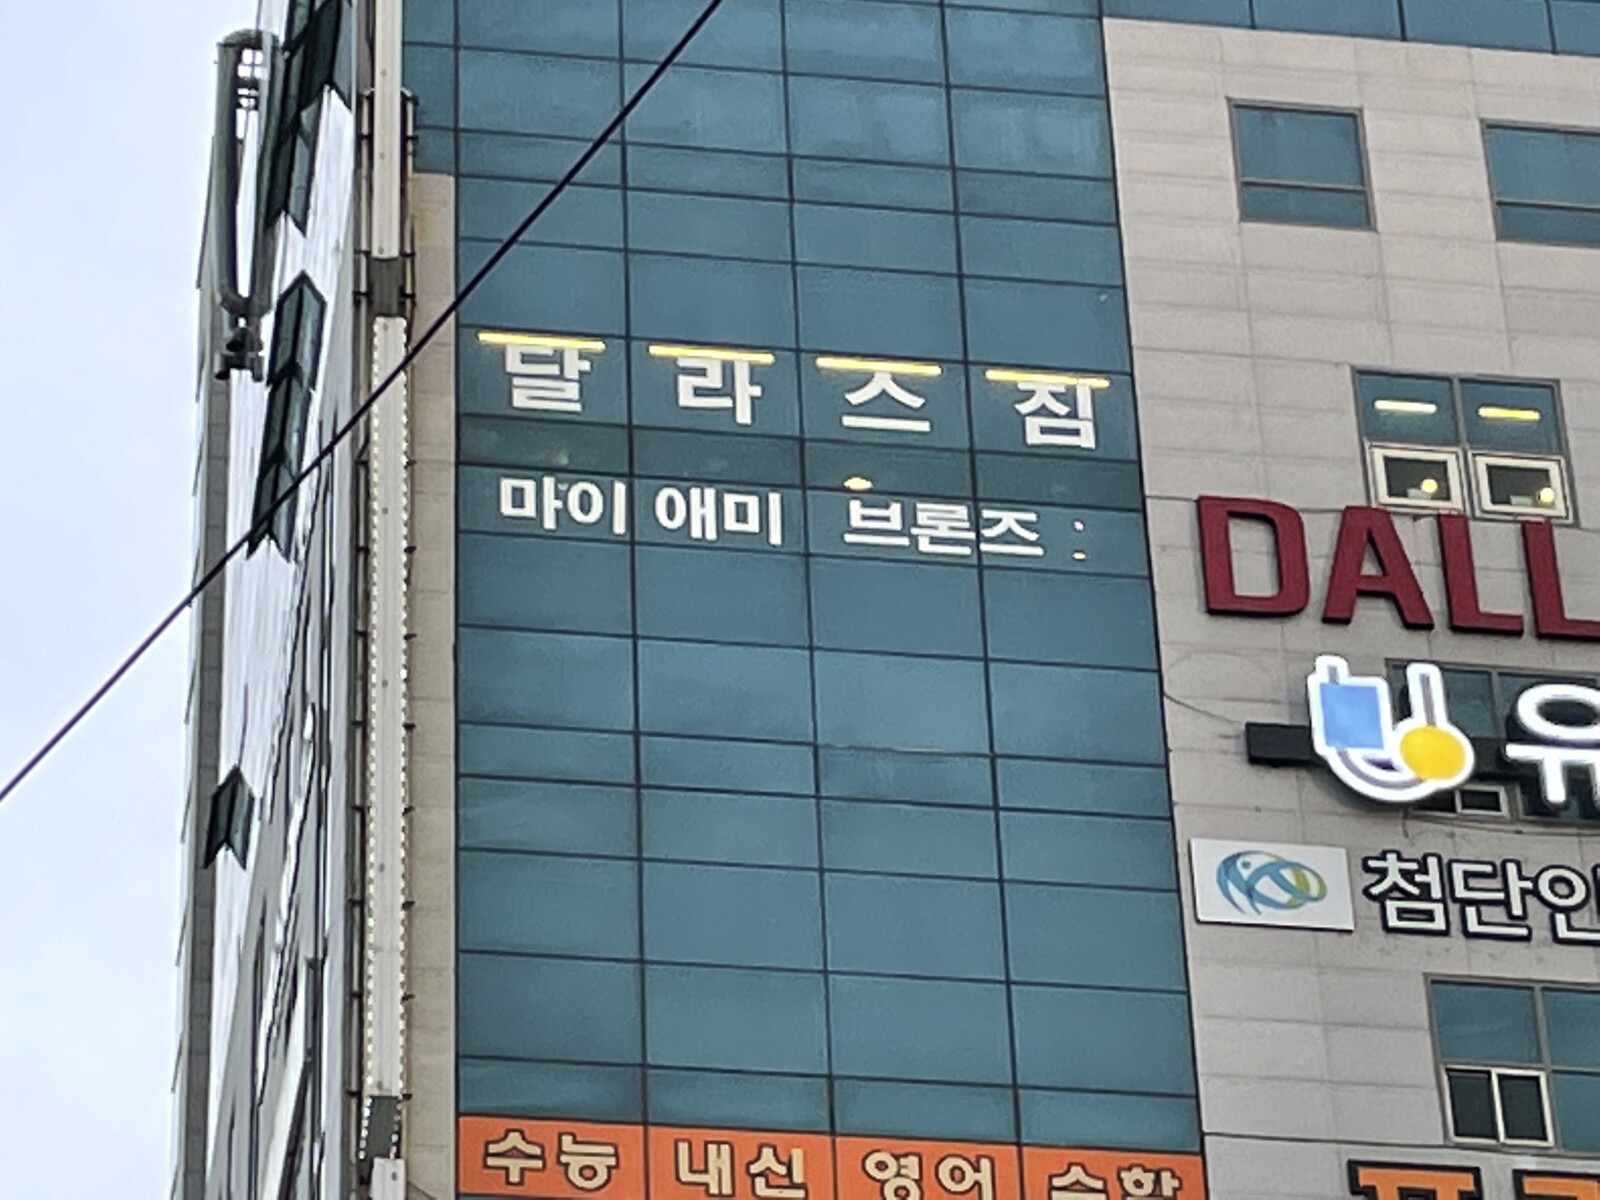 달라스짐
마이 애미 브론즈 :
DALL
유
첨단인
수능 내신 영어 수학